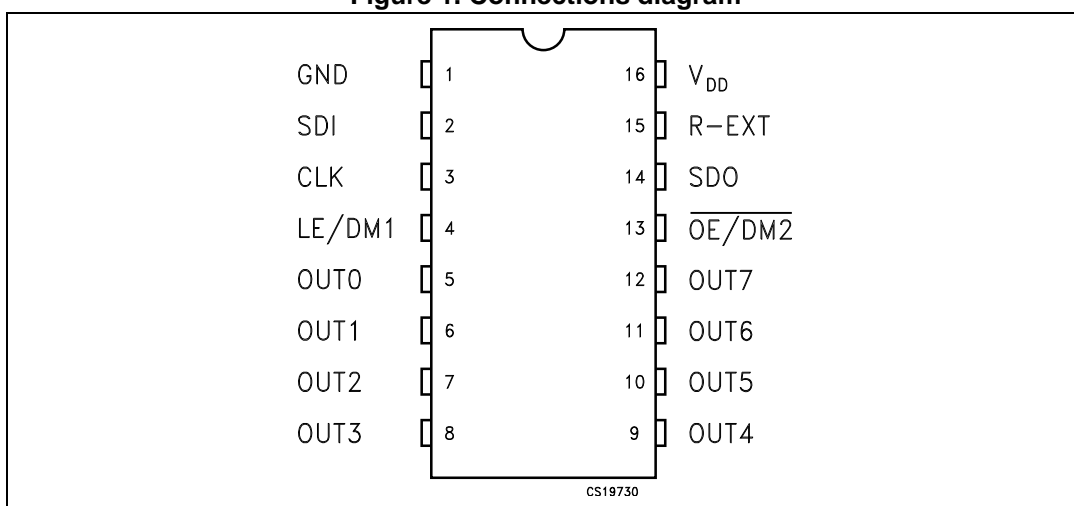 Figure 1. Connections diagram
GND 1 16 VDD
SDI 2 15 R-EXT
CLK 3 14 SDO
LE/DM1 4 13 OE/DM2
OUT0 5 12 OUT7
OUT1 6 11 OUT6
OUT2 7 10 OUT5
OUT3 8 9 OUT4
CS19730